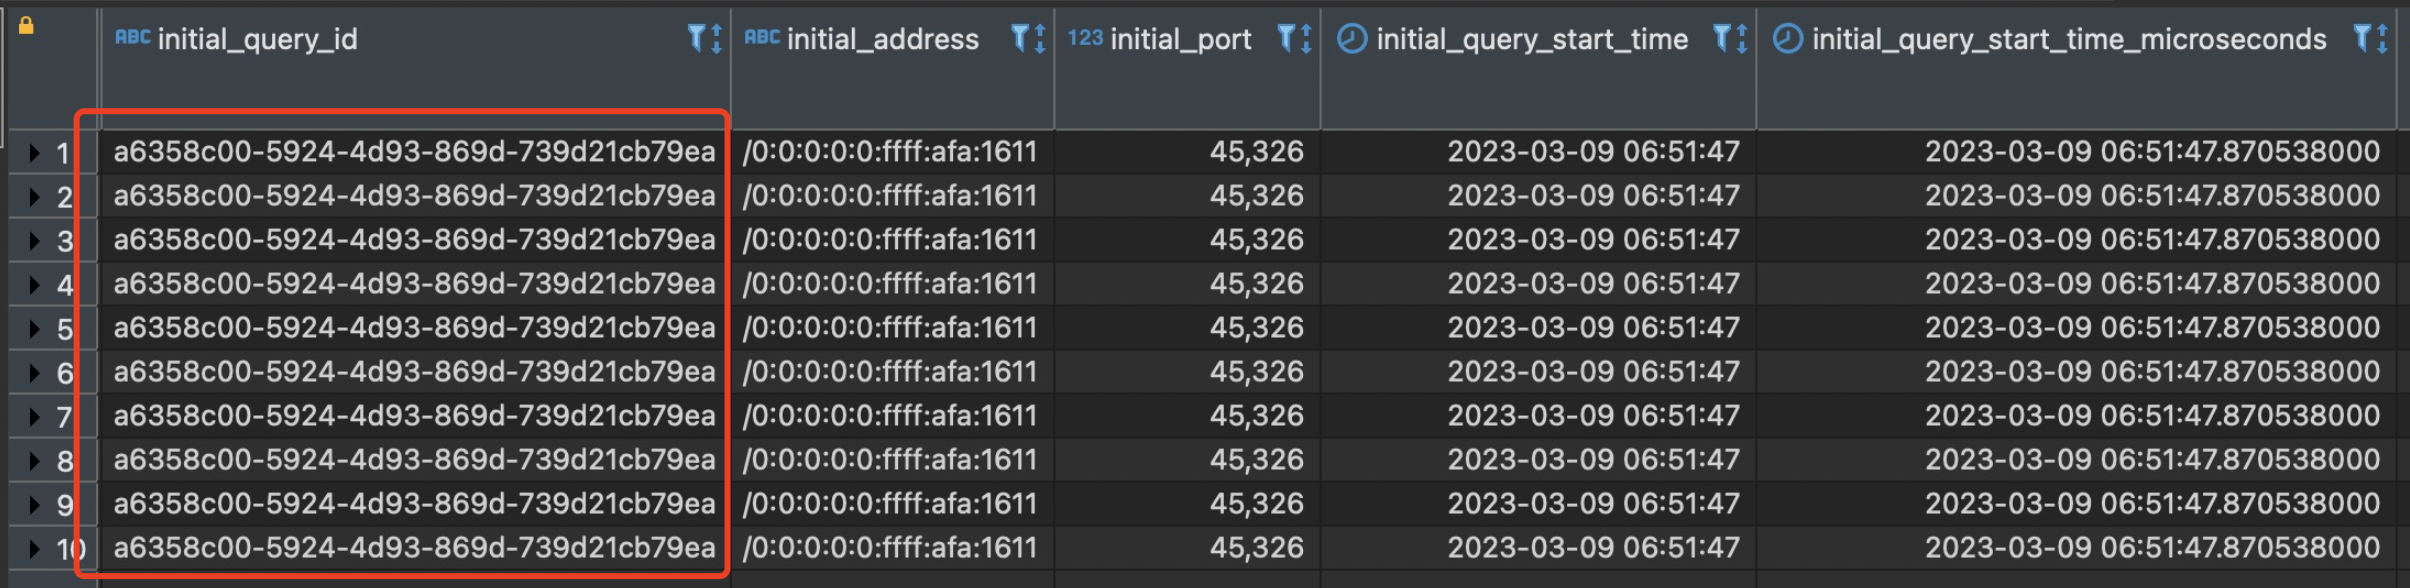 ABC initial_query_id ABC initial_address 123 initial_port initial_query_start_time initial_query_start_time_microseconds
1 a6358c00-5924-4d93-869d-739d21cb79ea /0:0:0:0:0:ffff:afa:1611 45,326 2023-03-09 06:51:47 2023-03-09 06:51:47.870538000
2 a6358c00-5924-4d93-869d-739d21cb79ea /0:0:0:0:0:ffff:afa:1611 45,326 2023-03-09 06:51:47 2023-03-09 06:51:47.870538000
3 a6358c00-5924-4d93-869d-739d21cb79ea /0:0:0:0:0:ffff:afa:1611 45,326 2023-03-09 06:51:47 2023-03-09 06:51:47.870538000
4 a6358c00-5924-4d93-869d-739d21cb79ea /0:0:0:0:0:ffff:afa:1611 45,326 2023-03-09 06:51:47 2023-03-09 06:51:47.870538000
5 a6358c00-5924-4d93-869d-739d21cb79ea /0:0:0:0:0:ffff:afa:1611 45,326 2023-03-09 06:51:47 2023-03-09 06:51:47.870538000
6 a6358c00-5924-4d93-869d-739d21cb79ea /0:0:0:0:0:ffff:afa:1611 45,326 2023-03-09 06:51:47 2023-03-09 06:51:47.870538000
7 a6358c00-5924-4d93-869d-739d21cb79ea /0:0:0:0:0:ffff:afa:1611 45,326 2023-03-09 06:51:47 2023-03-09 06:51:47.870538000
8 a6358c00-5924-4d93-869d-739d21cb79ea /0:0:0:0:0:ffff:afa:1611 45,326 2023-03-09 06:51:47 2023-03-09 06:51:47.870538000
9 a6358c00-5924-4d93-869d-739d21cb79ea /0:0:0:0:0:ffff:afa:1611 45,326 2023-03-09 06:51:47 2023-03-09 06:51:47.870538000
10 a6358c00-5924-4d93-869d-739d21cb79ea /0:0:0:0:0:ffff:afa:1611 45,326 2023-03-09 06:51:47 2023-03-09 06:51:47.870538000